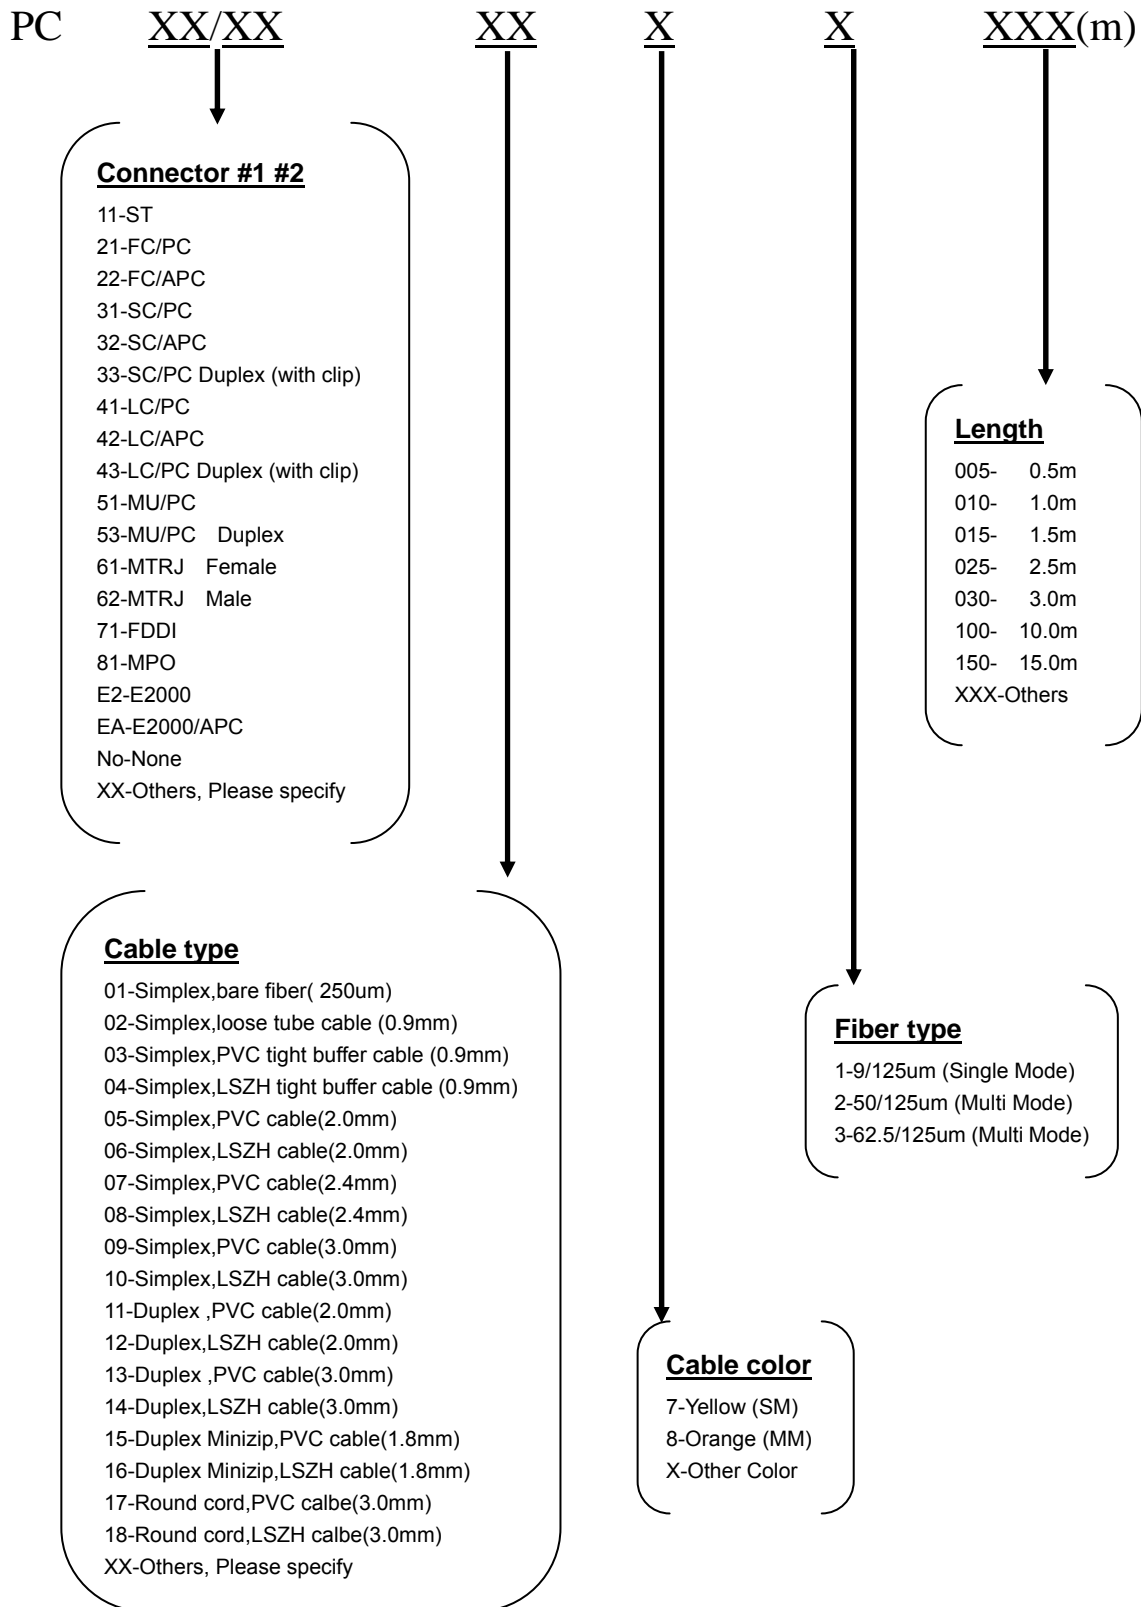 PC XX/XX XX X X XXX(m)
Connector #1 #2
11-ST
21-FC/PC
22-FC/APC
31-SC/PC
32-SC/APC
33-SC/PC Duplex (with clip)
41-LC/PC
42-LC/APC
43-LC/PC Duplex (with clip)
51-MU/PC
53-MU/PC Duplex
61-MTRJ Female
62-MTRJ Male
71-FDDI
81-MPO
E2-E2000
EA-E2000/APC
No-None
XX-Others, Please specify
Length
005- 0.5m
010- 1.0m
015- 1.5m
025- 2.5m
030- 3.0m
100- 10.0m
150- 15.0m
XXX-Others
Cable type
01-Simplex,bare fiber( 250um)
02-Simplex,loose tube cable (0.9mm)
03-Simplex,PVC tight buffer cable (0.9mm)
04-Simplex,LSZH tight buffer cable (0.9mm)
05-Simplex,PVC cable(2.0mm)
06-Simplex,LSZH cable(2.0mm)
07-Simplex,PVC cable(2.4mm)
08-Simplex,LSZH cable(2.4mm)
09-Simplex,PVC cable(3.0mm)
10-Simplex,LSZH cable(3.0mm)
11-Duplex ,PVC cable(2.0mm)
12-Duplex,LSZH cable(2.0mm)
13-Duplex ,PVC cable(3.0mm)
14-Duplex,LSZH cable(3.0mm)
15-Duplex Minizip,PVC cable(1.8mm)
16-Duplex Minizip,LSZH cable(1.8mm)
17-Round cord,PVC calbe(3.0mm)
18-Round cord,LSZH calbe(3.0mm)
XX-Others, Please specify
Fiber type
1-9/125um (Single Mode)
2-50/125um (Multi Mode)
3-62.5/125um (Multi Mode)
Cable color
7-Yellow (SM)
8-Orange (MM)
X-Other Color